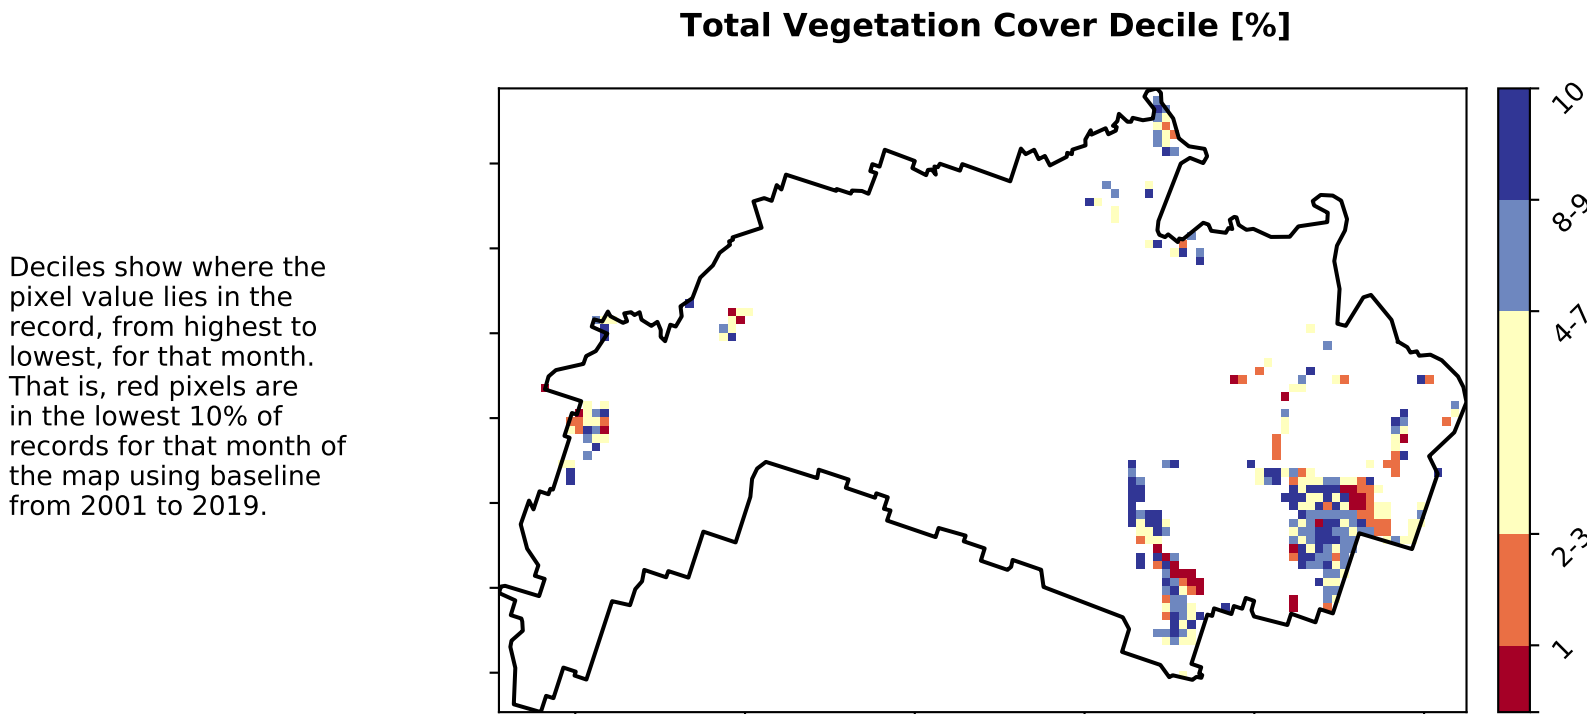 Total Vegetation Cover Decile [%]
Deciles show where the
pixel value lies in the
record, from highest to
lowest, for that month.
That is, red pixels are
in the lowest 10% of
records for that month of
the map using baseline
from 2001 to 2019.
10
8-9
4-7
2-3
1